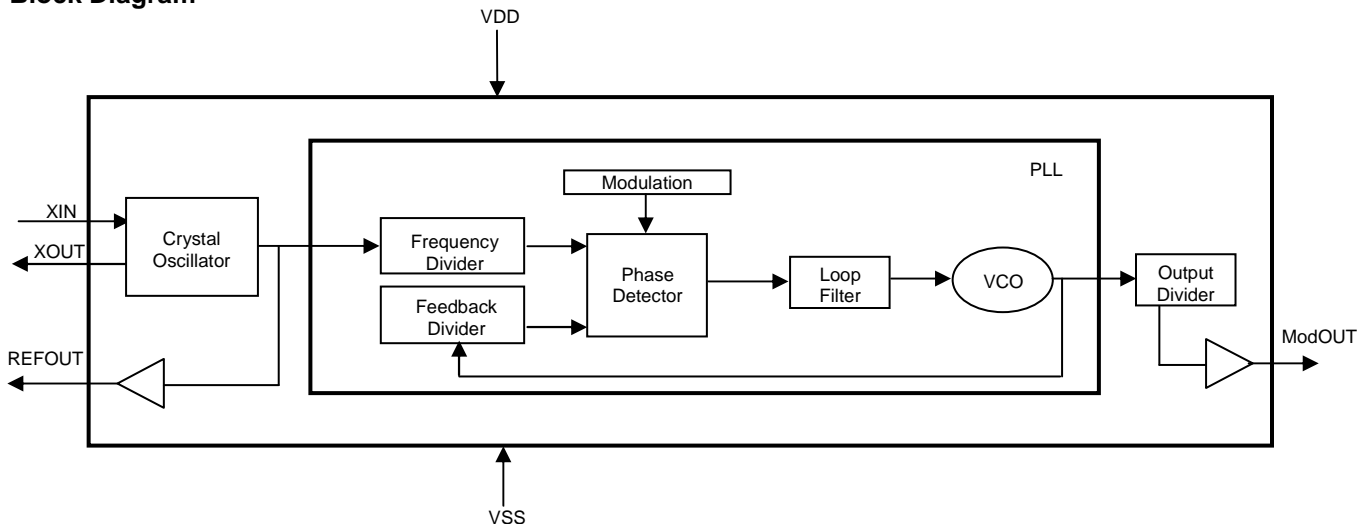 Block Diagram
VDD
PLL
Modulation
XIN
XOUT
Crystal
Oscillator
Frequency
Divider
Phase
Detector
Loop
Filter
VCO
Output
Divider
Feedback
Divider
REFOUT
ModOUT
VSS